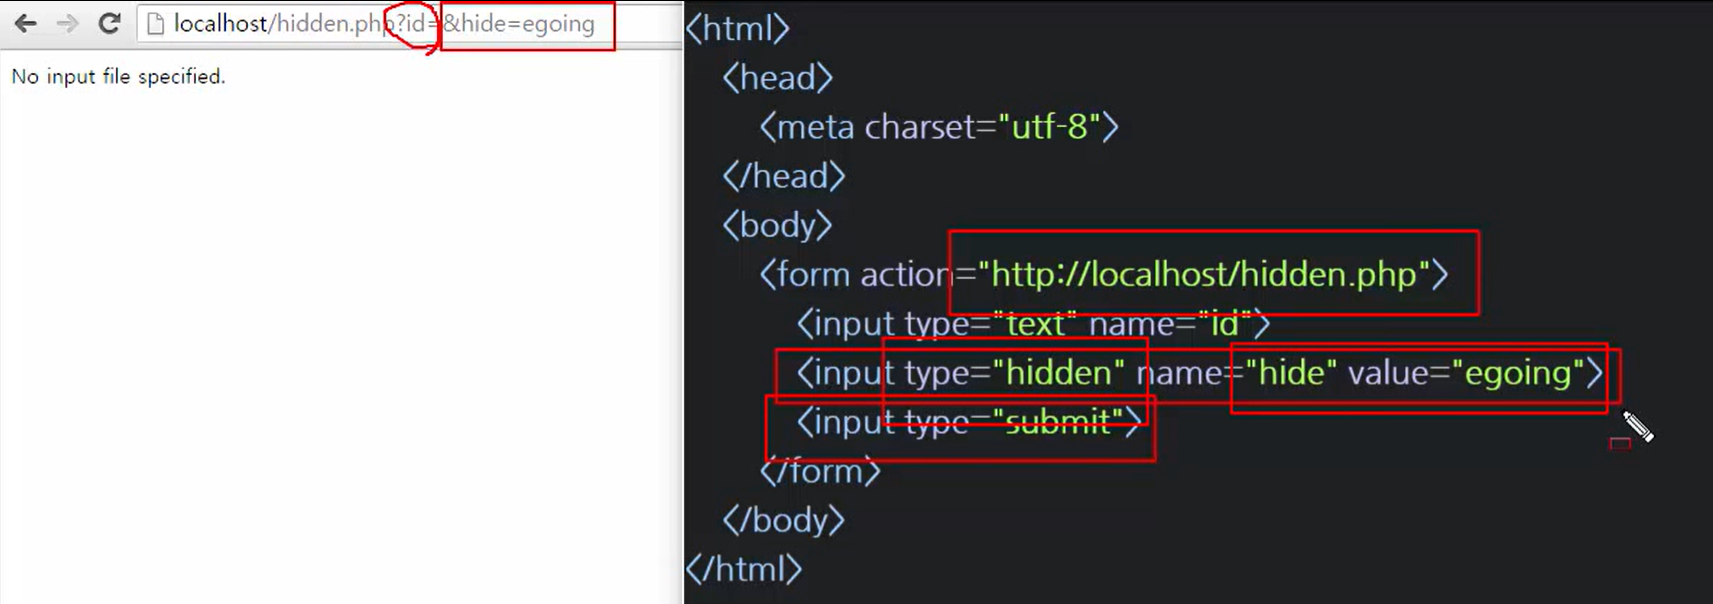 localhost/hidden.php?id=&hide=egoing
No input file specified.
<html>
<head>
<meta charset="utf-8">
</head>
<body>
<form action="http://localhost/hidden.php">
<input type="text" name="id">
<input type="hidden" name="hide" value="egoing">
<input type="submit">
</form>
</body>
</html>